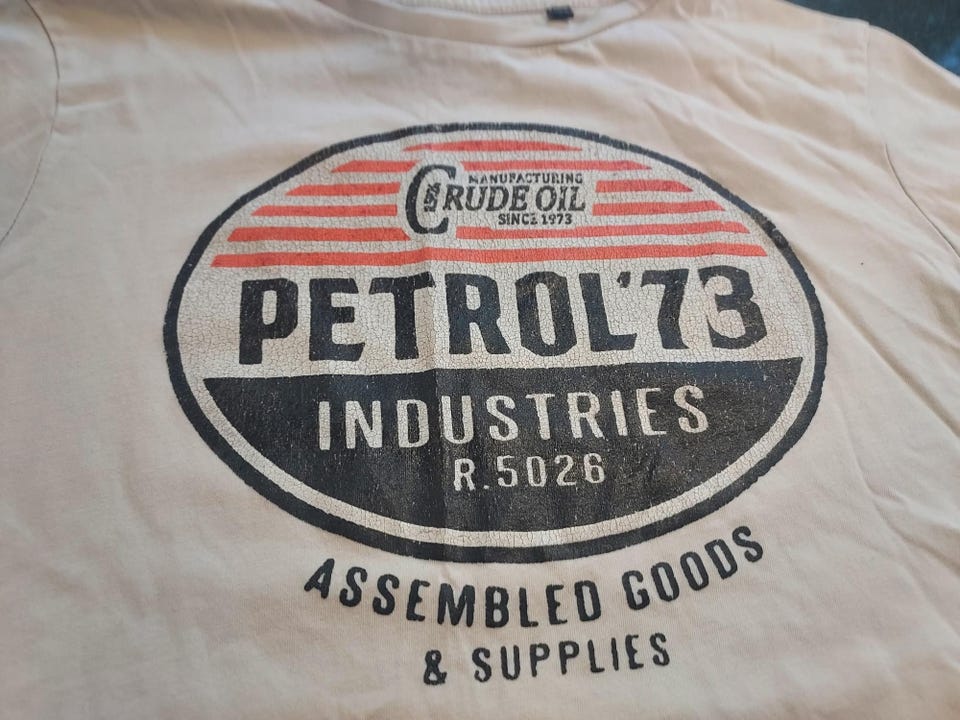 MANUFACTURING
CRUDE OIL
SINCE 1973
PETROL'73
INDUSTRIES
R.5026
ASSEMBLED GOODS
& SUPPLIES